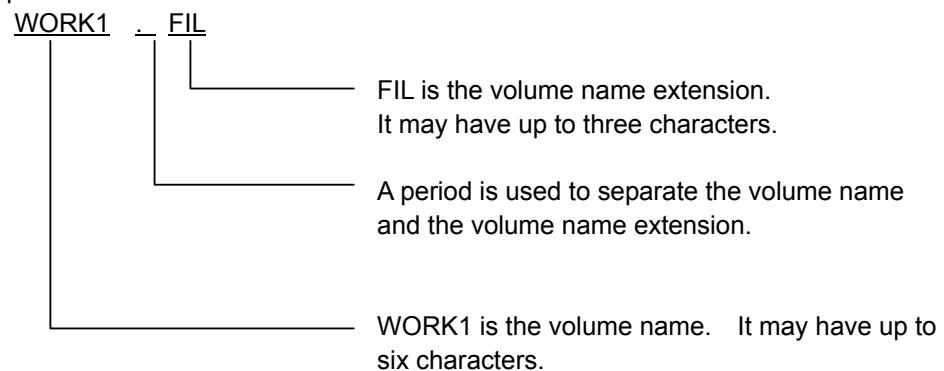 WORK1 . FIL
FIL is the volume name extension.
It may have up to three characters.
A period is used to separate the volume name
and the volume name extension.
WORK1 is the volume name. It may have up to
six characters.